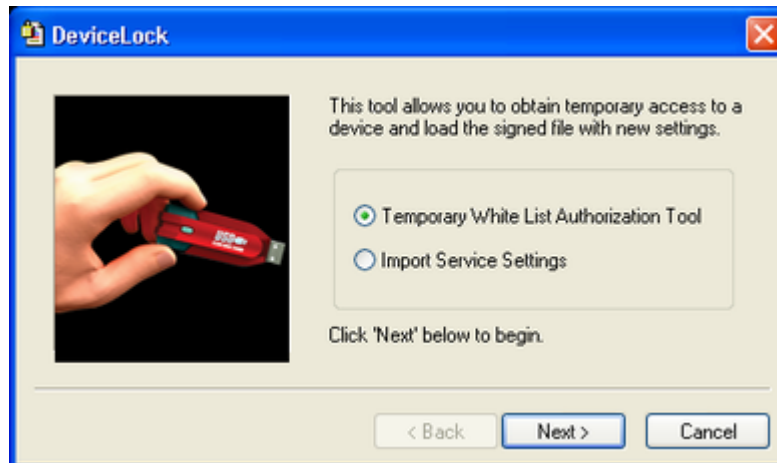 DeviceLock
This tool allows you to obtain temporary access to a
device and load the signed file with new settings.
Temporary White List Authorization Tool
Import Service Settings
Click 'Next' below to begin.
< Back
Next >
Cancel